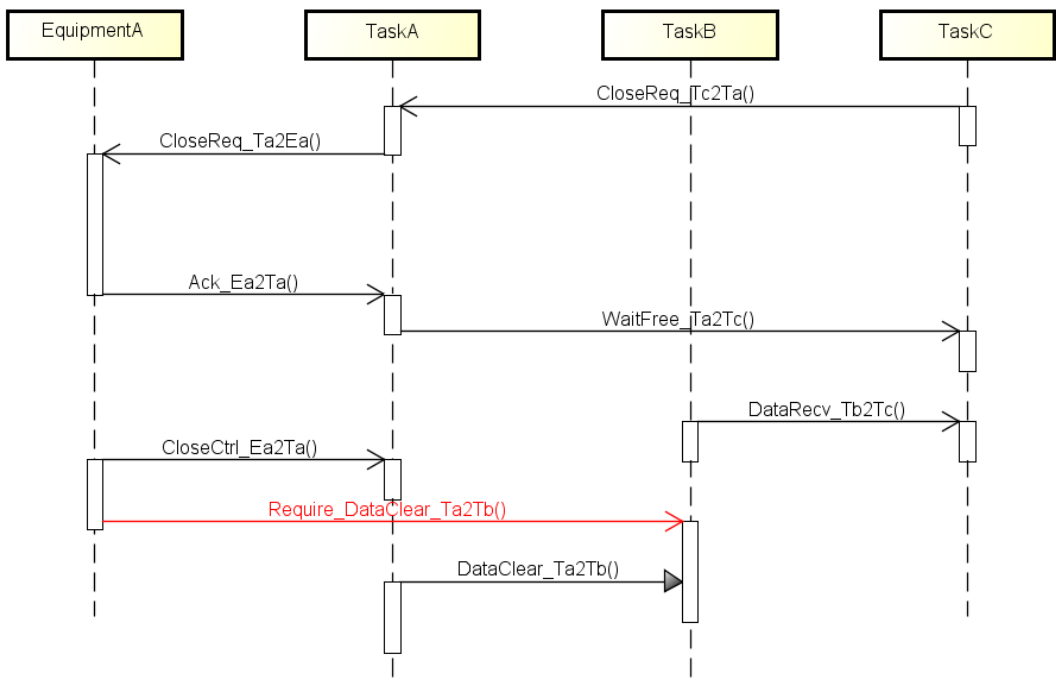 EquipmentA
TaskA
TaskB
TaskC
CloseReq_Tc2Ta()
CloseReq_Ta2Ea()
Ack_Ea2Ta()
WaitFree_Ta2Tc()
DataRecv_Tb2Tc()
CloseCtrl_Ea2Ta()
Require_DataClear_Ta2Tb()
DataClear_Ta2Tb()